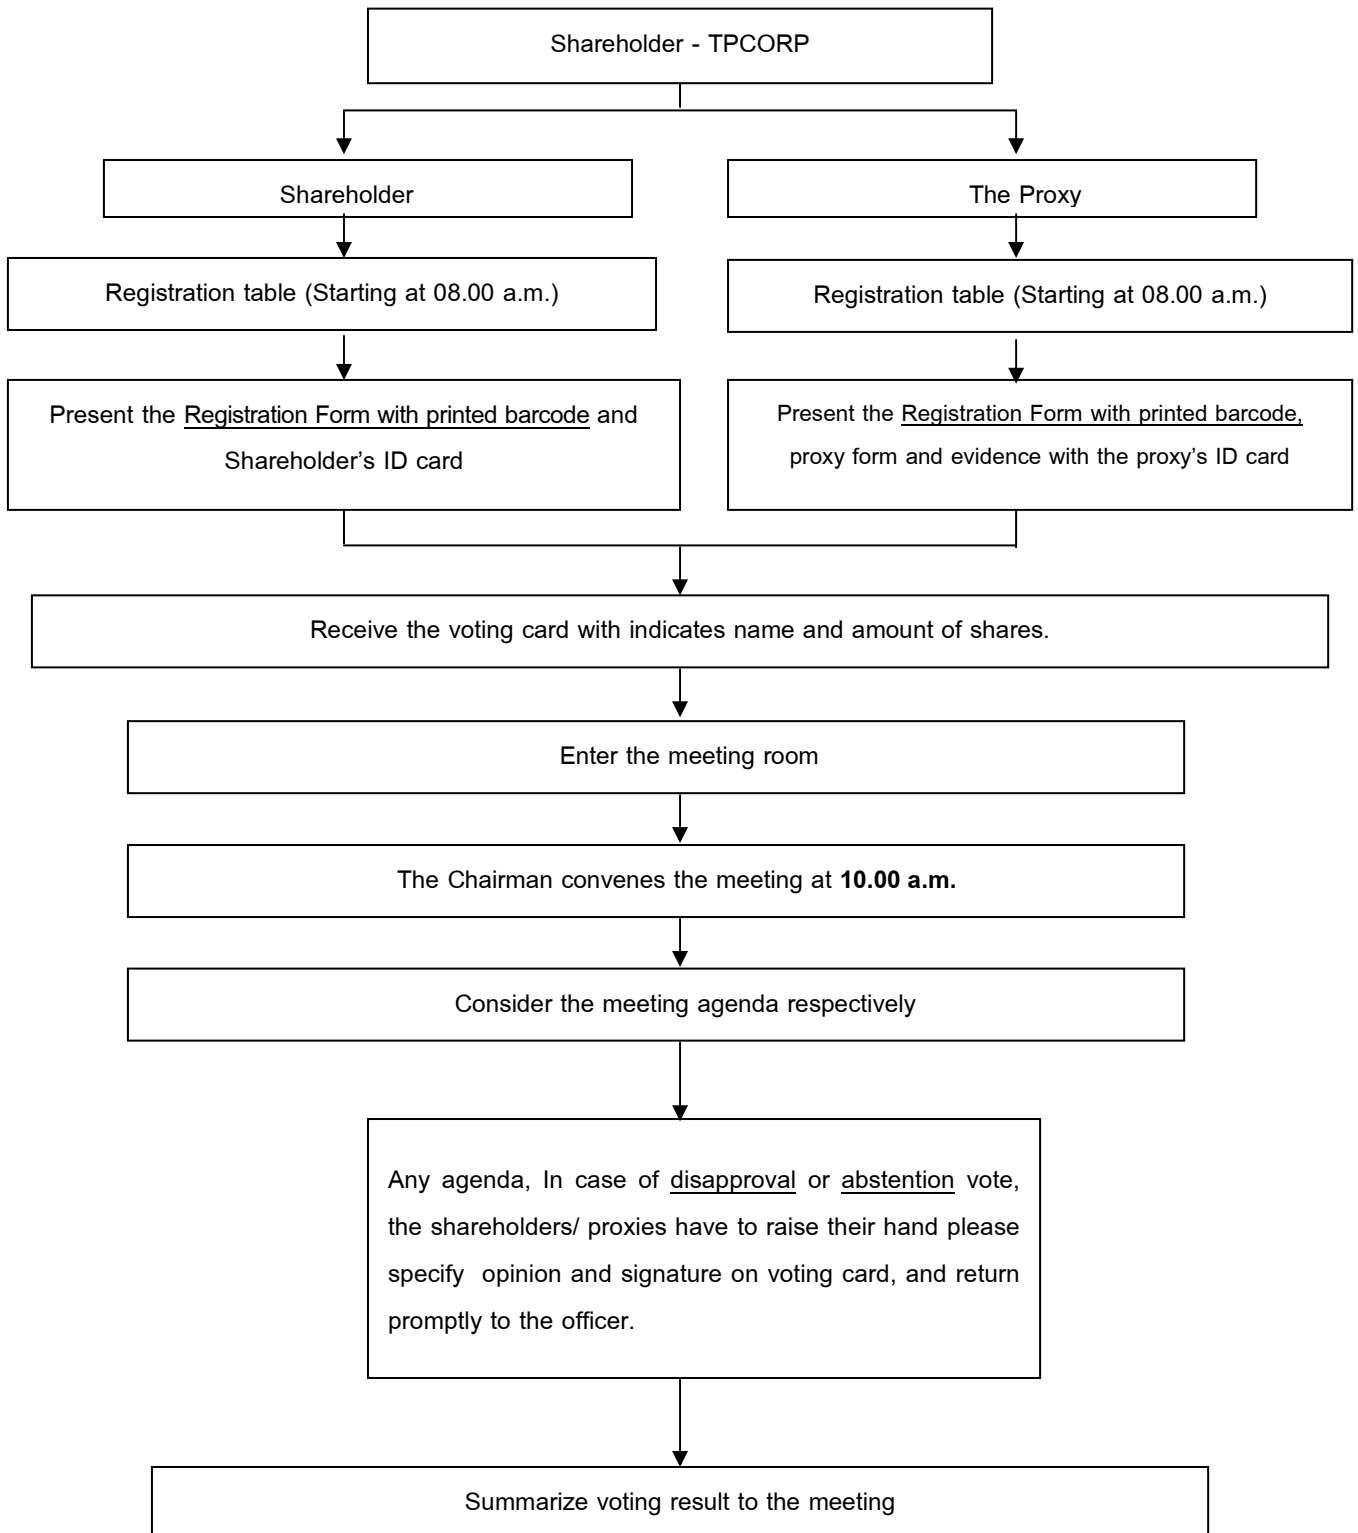 Shareholder - TPCORP
Shareholder
The Proxy
Registration table (Starting at 08.00 a.m.)
Registration table (Starting at 08.00 a.m.)
Present the Registration Form with printed barcode and
Shareholder’s ID card
Present the Registration Form with printed barcode,
proxy form and evidence with the proxy’s ID card
Receive the voting card with indicates name and amount of shares.
Enter the meeting room
The Chairman convenes the meeting at 10.00 a.m.
Consider the meeting agenda respectively
Any agenda, In case of disapproval or abstention vote,
the shareholders/ proxies have to raise their hand please
specify opinion and signature on voting card, and return
promptly to the officer.
Summarize voting result to the meeting